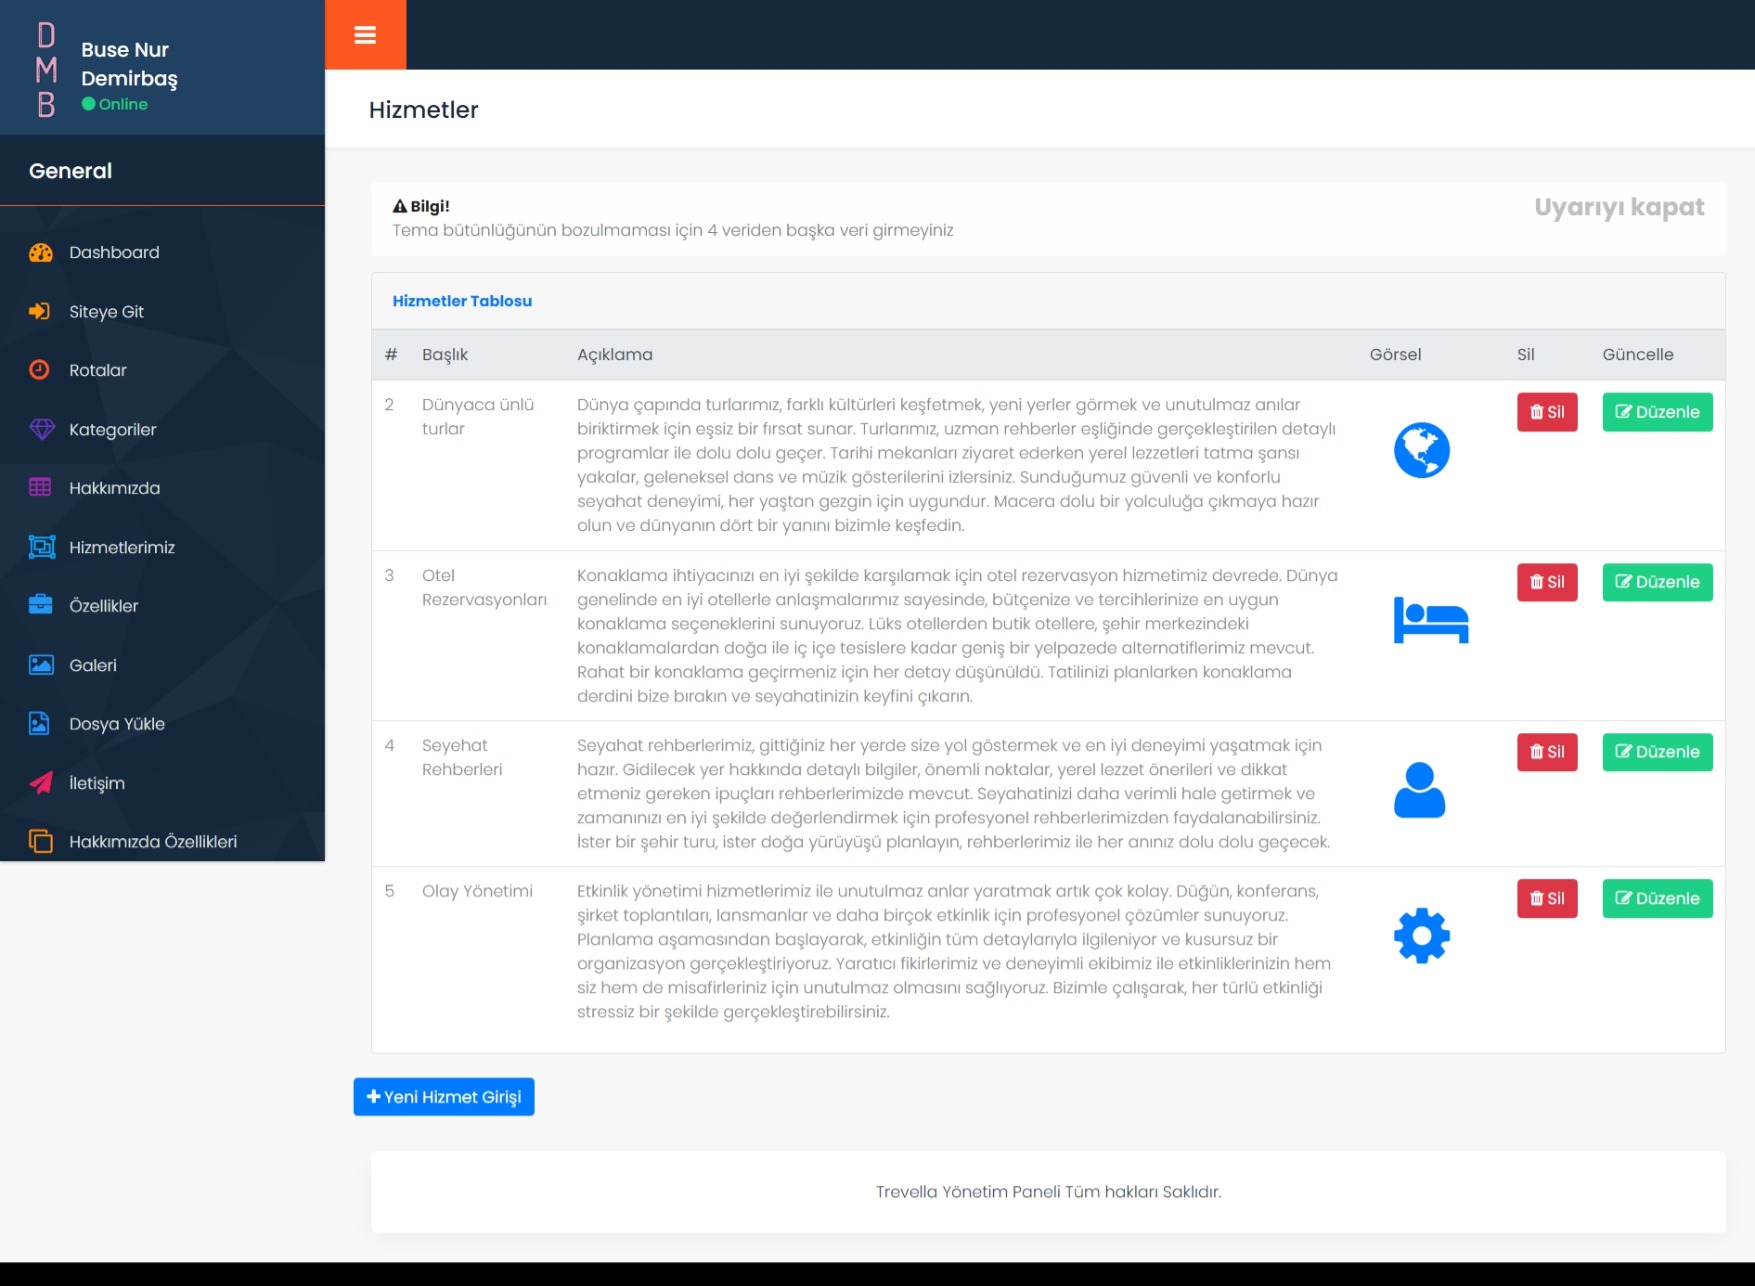 D
M
B
Buse Nur
Demirbaş
Online
General
Dashboard
Siteye Git
Rotalar
Kategoriler
Hakkımızda
Hizmetlerimiz
Özellikler
Galeri
Dosya Yükle
İletişim
Hakkımızda Özellikleri
Hizmetler
Bilgi!
Uyarıyı kapat
Tema bütünlüğünün bozulmaması için 4 veriden başka veri girmeyiniz
Hizmetler Tablosu
# Başlık Açıklama Görsel Sil Güncelle
2 Dünyaca ünlü
turlar
Dünya çapında turlarımız, farklı kültürleri keşfetmek, yeni yerler görmek ve unutulmaz anılar
biriktirmek için eşsiz bir fırsat sunar. Turlarımız, uzman rehberler eşliğinde gerçekleştirilen detaylı
programlar ile dolu dolu geçer. Tarihi mekanları ziyaret ederken yerel lezzetleri tatma şansı
yakalar, geleneksel dans ve müzik gösterilerini izlersiniz. Sunduğumuz güvenli ve konforlu
seyahat deneyimi, her yaştan gezgin için uygundur. Macera dolu bir yolculuğa çıkmaya hazır
olun ve dünyanın dört bir yanını bizimle keşfedin.
Sil Düzenle
3 Otel
Rezervasyonları
Konaklama ihtiyacınızı en iyi şekilde karşılamak için otel rezervasyon hizmetimiz devrede. Dünya
genelinde en iyi otellerle anlaşmalarımız sayesinde, bütçenize ve tercihlerinize en uygun
konaklama seçeneklerini sunuyoruz. Lüks otellerden butik otellere, şehir merkezindeki
konaklamalardan doğa ile iç içe tesislere kadar geniş bir yelpazede alternatiflerimiz mevcut.
Rahat bir konaklama geçirmeniz için her detay düşünüldü. Tatilinizi planlarken konaklama
derdini bize bırakın ve seyahatinizin keyfini çıkarın.
Sil Düzenle
4 Seyehat
Rehberleri
Seyahat rehberlerimiz, gittiğiniz her yerde size yol göstermek ve en iyi deneyimi yaşatmak için
hazır. Gidilecek yer hakkında detaylı bilgiler, önemli noktalar, yerel lezzet önerileri ve dikkat
etmeniz gereken ipuçları rehberlerimizde mevcut. Seyahatinizi daha verimli hale getirmek ve
zamanınızı en iyi şekilde değerlendirmek için profesyonel rehberlerimizden faydalanabilirsiniz.
İster bir şehir turu, ister doğa yürüyüşü planlayın, rehberlerimiz ile her anınız dolu dolu geçecek.
Sil Düzenle
5 Olay Yönetimi
Etkinlik yönetimi hizmetlerimiz ile unutulmaz anlar yaratmak artık çok kolay. Düğün, konferans,
şirket toplantıları, lansmanlar ve daha birçok etkinlik için profesyonel çözümler sunuyoruz.
Planlama aşamasından başlayarak, etkinliğin tüm detaylarıyla ilgileniyor ve kusursuz bir
organizasyon gerçekleştiriyoruz. Yaratıcı fikirlerimiz ve deneyimli ekibimiz ile etkinliklerinizin hem
siz hem de misafirleriniz için unutulmaz olmasını sağlıyoruz. Bizimle çalışarak, her türlü etkinliği
stressiz bir şekilde gerçekleştirebilirsiniz.
Sil Düzenle
Yeni Hizmet Girişi
Trevella Yönetim Paneli Tüm hakları Saklıdır.